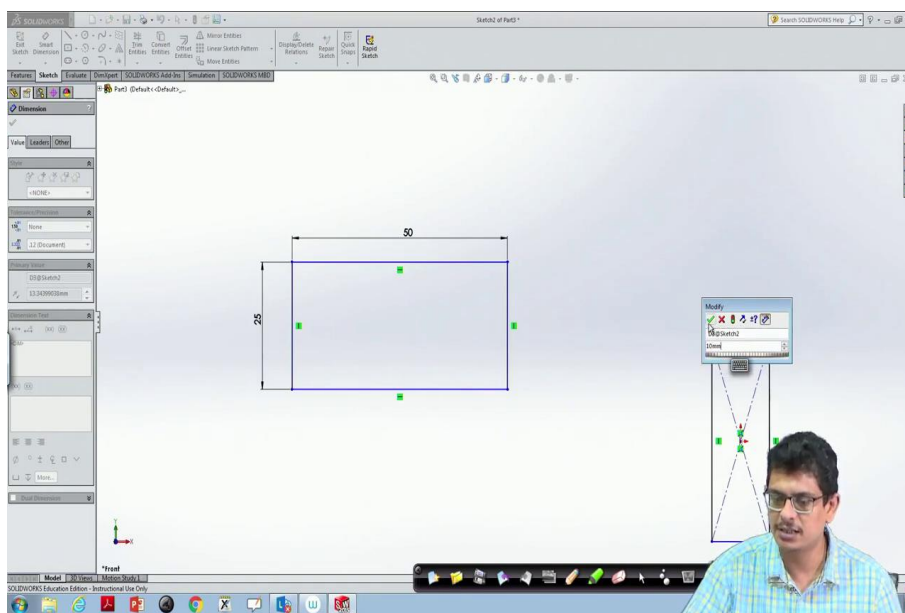 SOLIDWORKS
Sketch2 of Part3 *
Search SOLIDWORKS Help
Exit Sketch
Smart Dimension
Trim Entities
Convert Entities
Offset Entities
Mirror Entities
Linear Sketch Pattern
Move Entities
Display/Delete Relations
Repair Sketch
Quick Snaps
Rapid Sketch
Features Sketch Evaluate DimXpert SOLIDWORKS Add-Ins Simulation SOLIDWORKS MBD
Part3 (Default<<Default>_...
Dimension
Value Leaders Other
Style
<NONE>
Tolerance/Precision
None
.12 (Document)
Primary Value
D3@Sketch2
13.24399038mm
Dimension Text
<DIM>
More...
Dual Dimension
50
25
Modify
D3@Sketch2
10mm
Y
X
*Front
Model 3D Views Motion Study 1
SOLIDWORKS Education Edition - Instructional Use Only